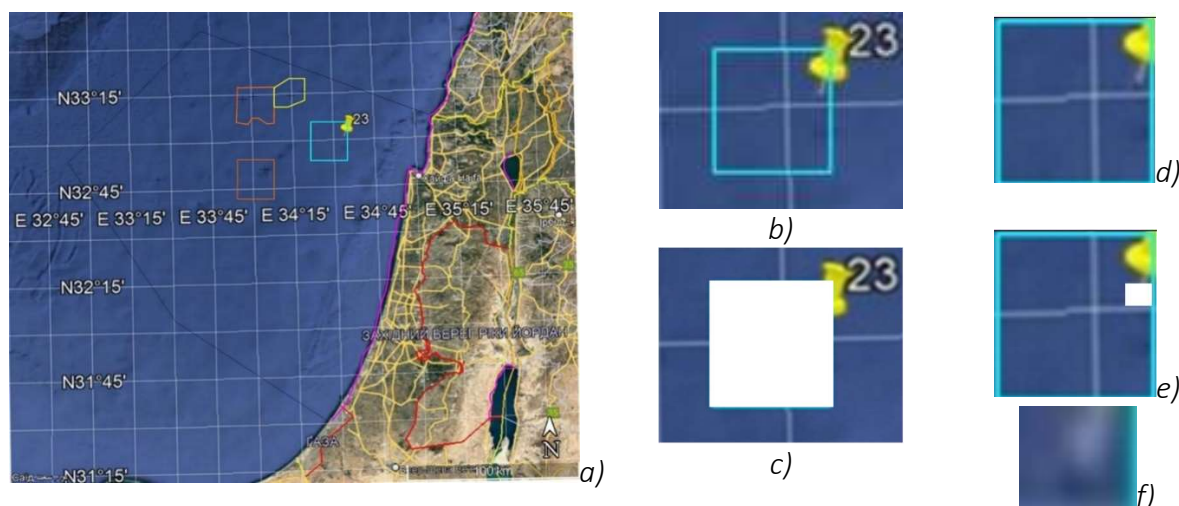 N33°15'
23
N32°45'
E 32°45' E 33°15' E 33°45' E 34°15' E 34°45' E 35°15' E 35°45'
N32°15'
ЗАХІДНИЙ БЕРЕГ РІКИ ЙОРДАН
N31°45'
ГАЗА
N
N31°15'
100 km
a)
23
b)
23
c)
d)
e)
f)